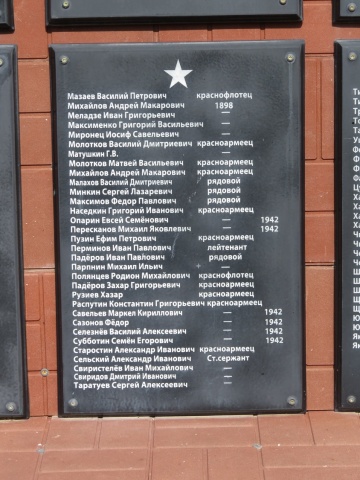 Мазаев Василий Петрович краснофлотец
Михайлов Андрей Макарович 1898
Меладзе Иван Григорьевич —
Максименко Григорий Васильевич —
Миронец Иосиф Савельевич —
Молотков Василий Дмитриевич красноармеец
Матушкин Г.В. —
Молотков Матвей Васильевич красноармеец
Михайлов Андрей Макарович красноармеец
Малахов Василий Дмитриевич рядовой
Минкин Сергей Лазаревич рядовой
Максимов Федор Павлович рядовой
Наседкин Григорий Иванович красноармеец
Опарин Евсей Семёнович — 1942
Пересканов Михаил Яковлевич — 1942
Пузин Ефим Петрович красноармеец
Перминов Иван Павлович лейтенант
Падёров Иван Павлович рядовой
Парпнин Михаил Ильич —
Полянцев Родион Михайлович краснофлотец
Падёров Захар Григорьевич красноармеец
Рузиев Хазар красноармеец
Распутин Константин Григорьевич красноармеец
Савельев Маркел Кириллович — 1942
Сазонов Фёдор — 1942
Селезнёв Василий Алексеевич — 1942
Субботин Семён Егорович — 1942
Старостин Александр Иванович красноармеец
Сельский Александр Иванович Ст.сержант
Свиристелёв Иван Михайлович —
Свиридов Дмитрий Иванович —
Таратуев Сергей Алексеевич —